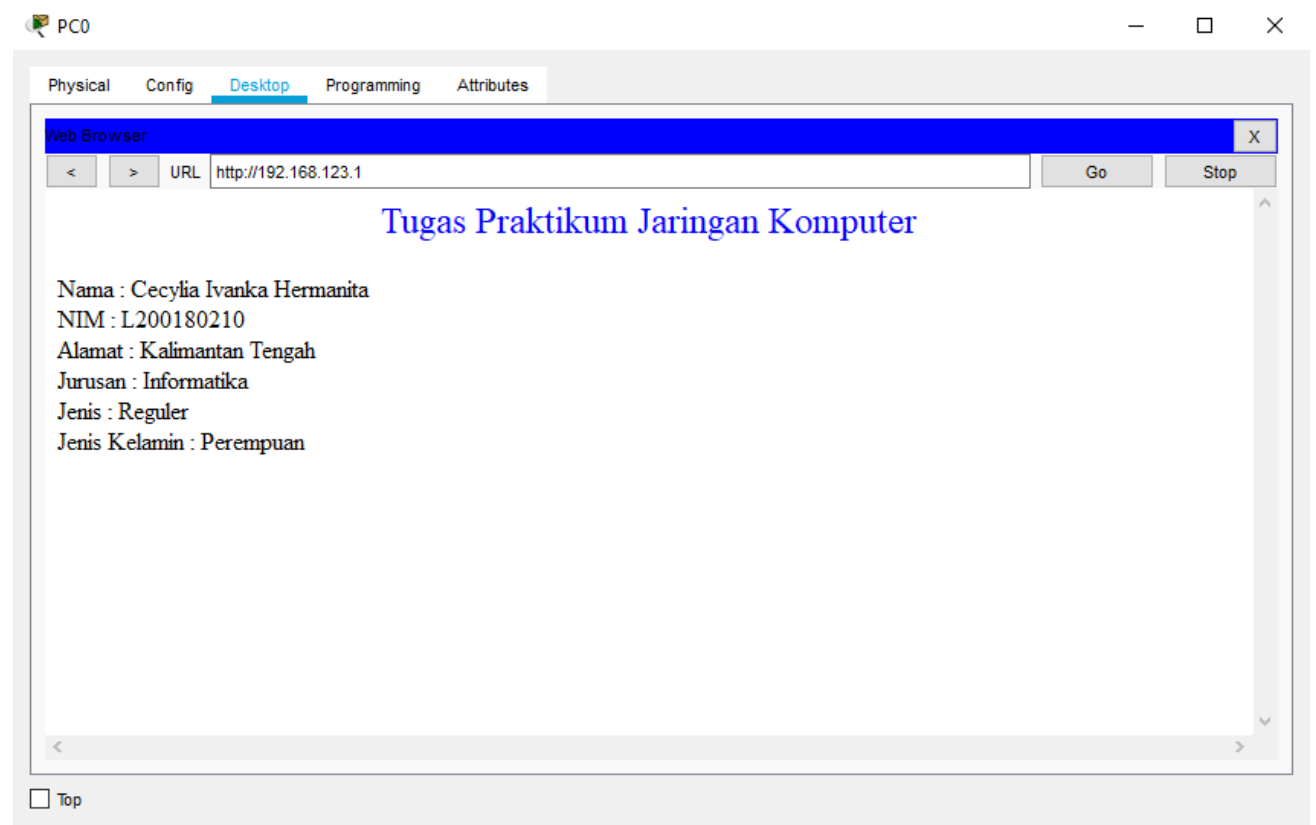 PC0
Physical Config Desktop Programming Attributes
Web Browser X
< > URL http://192.168.123.1 Go Stop
Tugas Praktikum Jaringan Komputer
Nama : Cecylia Ivanka Hermanita
NIM : L200180210
Alamat : Kalimantan Tengah
Jurusan : Informatika
Jenis : Reguler
Jenis Kelamin : Perempuan
Top